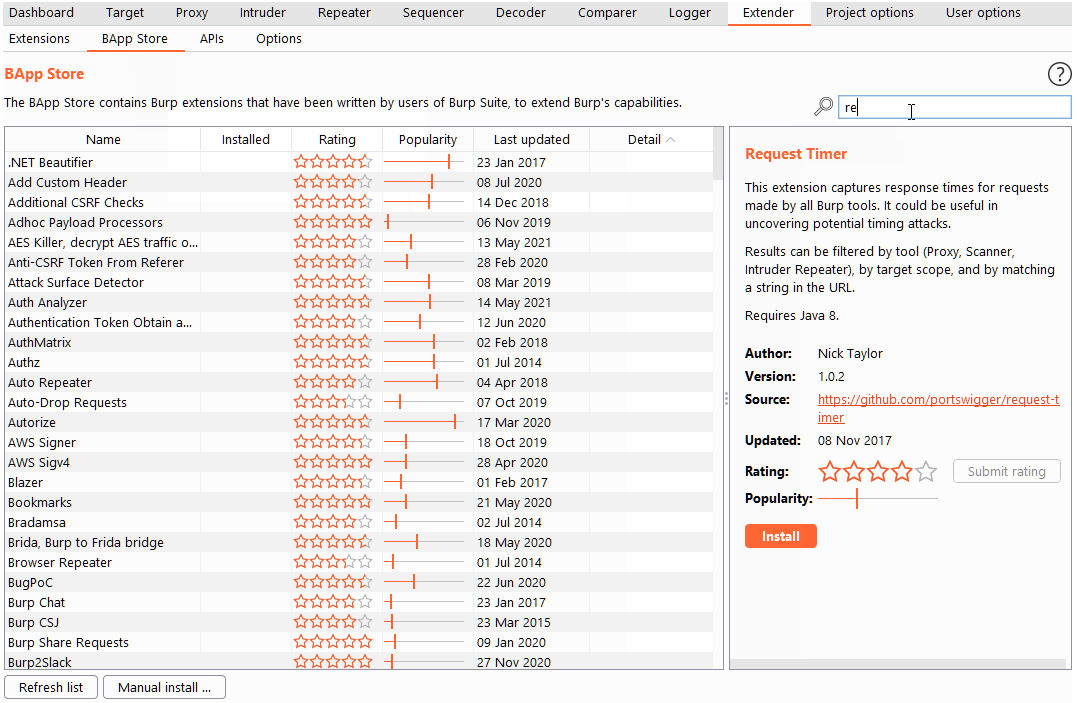 Dashboard Target Proxy Intruder Repeater Sequencer Decoder Comparer Logger Extender Project options User options
Extensions BApp Store APIs Options
BApp Store
?
The BApp Store contains Burp extensions that have been written by users of Burp Suite, to extend Burp's capabilities.
re
Name Installed Rating Popularity Last updated Detail
.NET Beautifier 23 Jan 2017
Add Custom Header 08 Jul 2020
Additional CSRF Checks 14 Dec 2018
Adhoc Payload Processors 06 Nov 2019
AES Killer, decrypt AES traffic o... 13 May 2021
Anti-CSRF Token From Referer 28 Feb 2020
Attack Surface Detector 08 Mar 2019
Auth Analyzer 14 May 2021
Authentication Token Obtain a... 12 Jun 2020
AuthMatrix 02 Feb 2018
Authz 01 Jul 2014
Auto Repeater 04 Apr 2018
Auto-Drop Requests 07 Oct 2019
Autorize 17 Mar 2020
AWS Signer 18 Oct 2019
AWS Sigv4 28 Apr 2020
Blazer 01 Feb 2017
Bookmarks 21 May 2020
Bradamsa 02 Jul 2014
Brida, Burp to Frida bridge 18 May 2020
Browser Repeater 01 Jul 2014
BugPoC 22 Jun 2020
Burp Chat 23 Jan 2017
Burp CSJ 23 Mar 2015
Burp Share Requests 09 Jan 2020
Burp2Slack 27 Nov 2020
Request Timer
This extension captures response times for requests
made by all Burp tools. It could be useful in
uncovering potential timing attacks.
Results can be filtered by tool (Proxy, Scanner,
Intruder Repeater), by target scope, and by matching
a string in the URL.
Requires Java 8.
Author: Nick Taylor
Version: 1.0.2
Source: https://github.com/portswigger/request-t
imer
Updated: 08 Nov 2017
Rating: Submit rating
Popularity:
Install
Refresh list Manual install ...